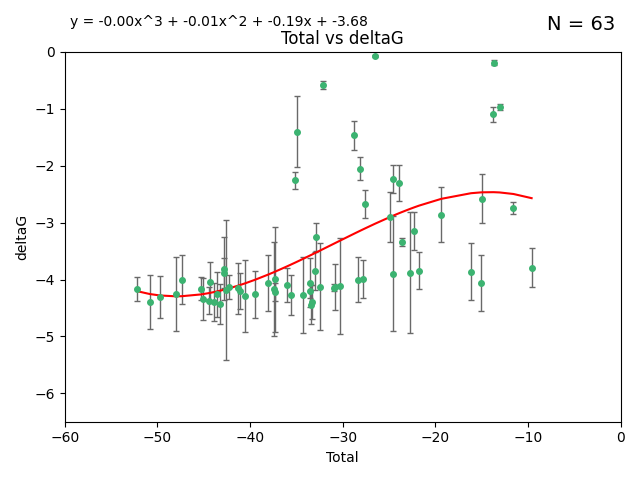 y = -0.00x^3 + -0.01x^2 + -0.19x + -3.68
N = 63
Total vs deltaG
0
−1
−2
−3
−4
−5
−6
deltaG
−60
−50
−40
−30
−20
−10
0
Total